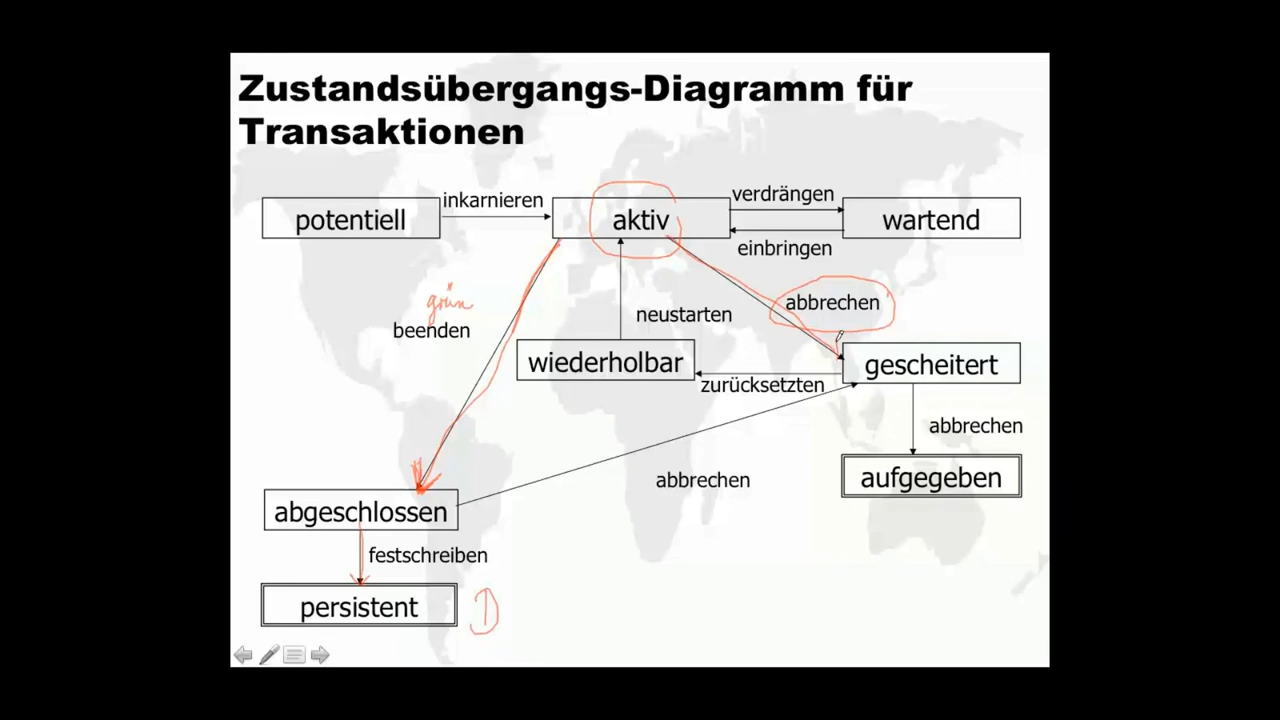 Zustandsübergangs-Diagramm für
Transaktionen
inkarnieren
verdrängen
potentiell
aktiv
wartend
einbringen
grün
abbrechen
neustarten
beenden
wiederholbar
gescheitert
zurücksetzten
abbrechen
aufgegeben
abbrechen
abgeschlossen
festschreiben
persistent
D